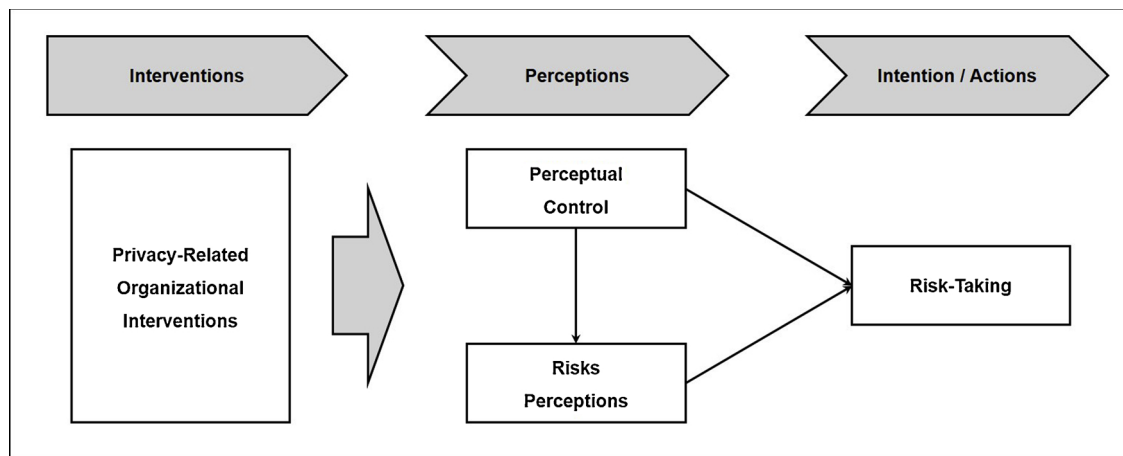 Interventions
Perceptions
Intention / Actions
Privacy-Related
Organizational
Interventions
Perceptual
Control
Risks
Perceptions
Risk-Taking